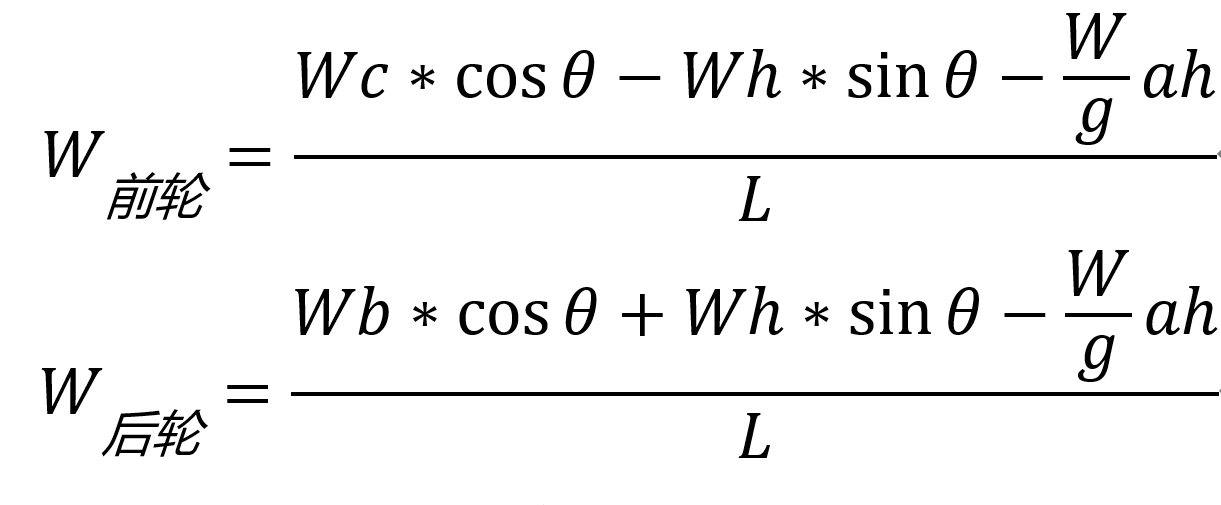 W前轮 = (Wc * cos θ − Wh * sin θ − W/g ah) / L
W后轮 = (Wb * cos θ + Wh * sin θ − W/g ah) / L